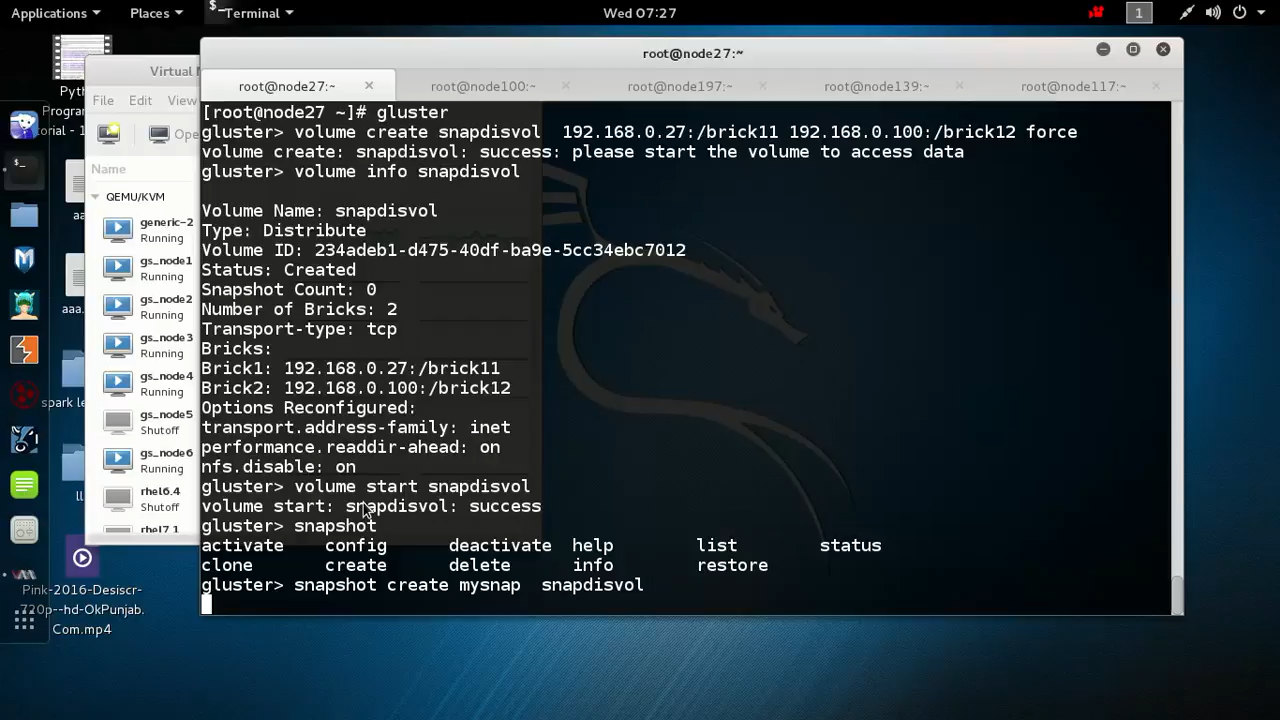 Applications Places Terminal Wed 07:27 1
root@node27:~
Virtual
root@node27:~ root@node100:~ root@node197:~ root@node139:~ root@node117:~
File Edit View
Name
QEMU/KVM
generic-2
Running
gs_node1
Running
gs_node2
Running
gs_node3
Running
gs_node4
Running
gs_node5
Shutoff
gs_node6
Running
rhel6.4
Shutoff
rhel7.1
[root@node27 ~]# gluster
gluster> volume create snapdisvol  192.168.0.27:/brick11 192.168.0.100:/brick12 force
volume create: snapdisvol: success: please start the volume to access data
gluster> volume info snapdisvol
Volume Name: snapdisvol
Type: Distribute
Volume ID: 234adeb1-d475-40df-ba9e-5cc34ebc7012
Status: Created
Snapshot Count: 0
Number of Bricks: 2
Transport-type: tcp
Bricks:
Brick1: 192.168.0.27:/brick11
Brick2: 192.168.0.100:/brick12
Options Reconfigured:
transport.address-family: inet
performance.readdir-ahead: on
nfs.disable: on
gluster> volume start snapdisvol
volume start: snapdisvol: success
gluster> snapshot
activate    config      deactivate  help        list        status
clone       create      delete      info        restore
gluster> snapshot create mysnap  snapdisvol
Pink-2016-Desiscr-
720p--hd-OkPunjab.
Com.mp4